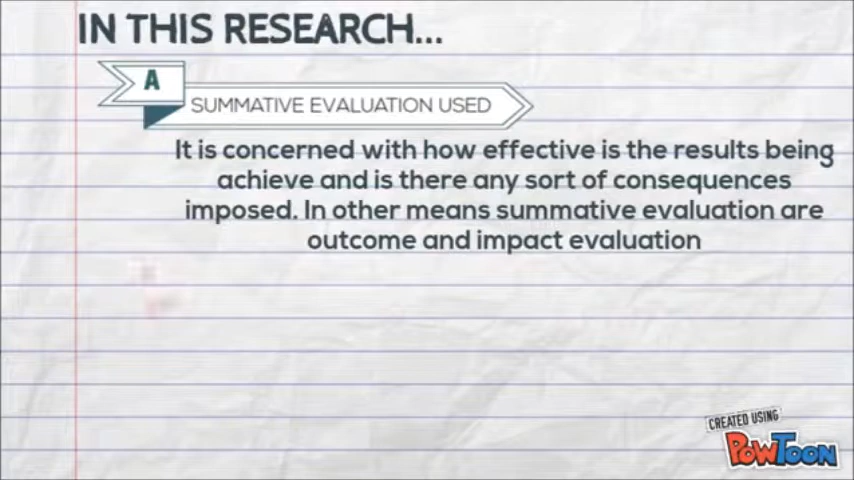 IN THIS RESEARCH...
A
SUMMATIVE EVALUATION USED
It is concerned with how effective is the results being
achieve and is there any sort of consequences
imposed. In other means summative evaluation are
outcome and impact evaluation
CREATED USING
POWTOON